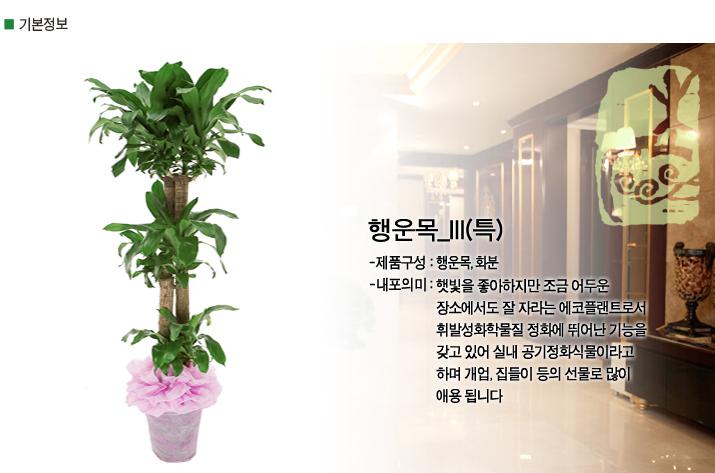 기본정보
행운목_III(특)
-제품구성 : 행운목, 화분
-내포의미 : 햇빛을 좋아하지만 조금 어두운
장소에서도 잘 자라는 에코플랜트로서
휘발성화학물질 정화에 뛰어난 기능을
갖고 있어 실내 공기정화식물이라고
하며 개업, 집들이 등의 선물로 많이
애용 됩니다